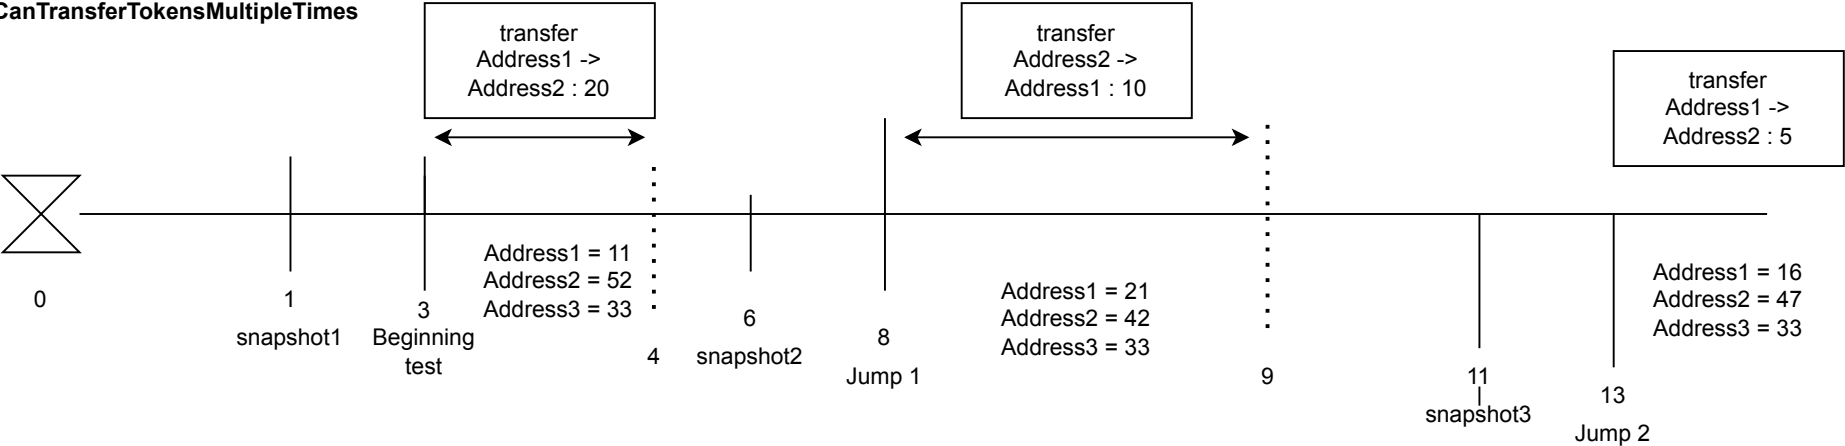 CanTransferTokensMultipleTimes
transfer
Address1 ->
Address2 : 20
transfer
Address2 ->
Address1 : 10
transfer
Address1 ->
Address2 : 5
Address1 = 11
Address2 = 52
Address3 = 33
Address1 = 21
Address2 = 42
Address3 = 33
Address1 = 16
Address2 = 47
Address3 = 33
0
1
snapshot1
3
Beginning
test
4
6
snapshot2
8
Jump 1
9
11
snapshot3
13
Jump 2